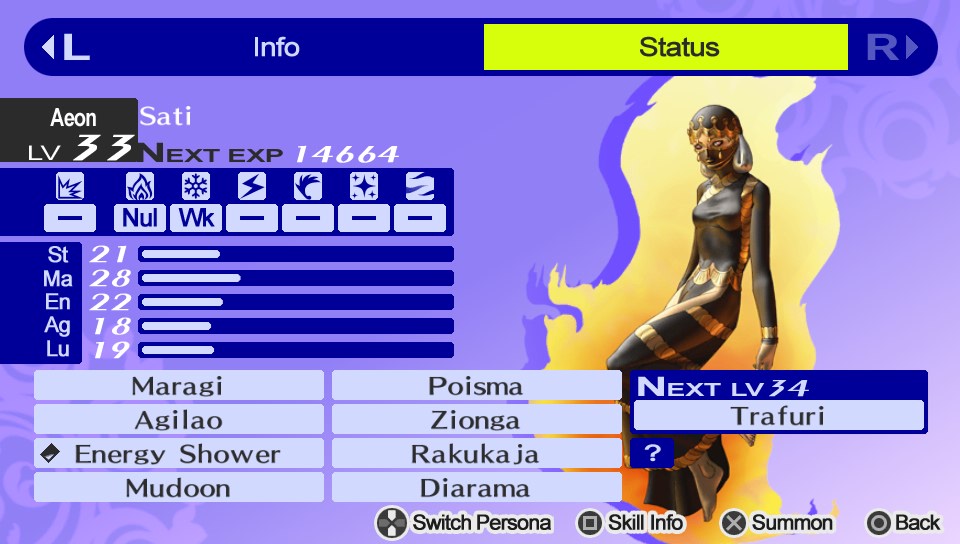 L Info Status R
Aeon Sati
LV 33 NEXT EXP 14664
— Nul Wk — — — —
St 21
Ma 28
En 22
Ag 18
Lu 19
Maragi Poisma NEXT LV 34
Agilao Zionga Trafuri
Energy Shower Rakukaja ?
Mudoon Diarama
Switch Persona Skill Info Summon Back